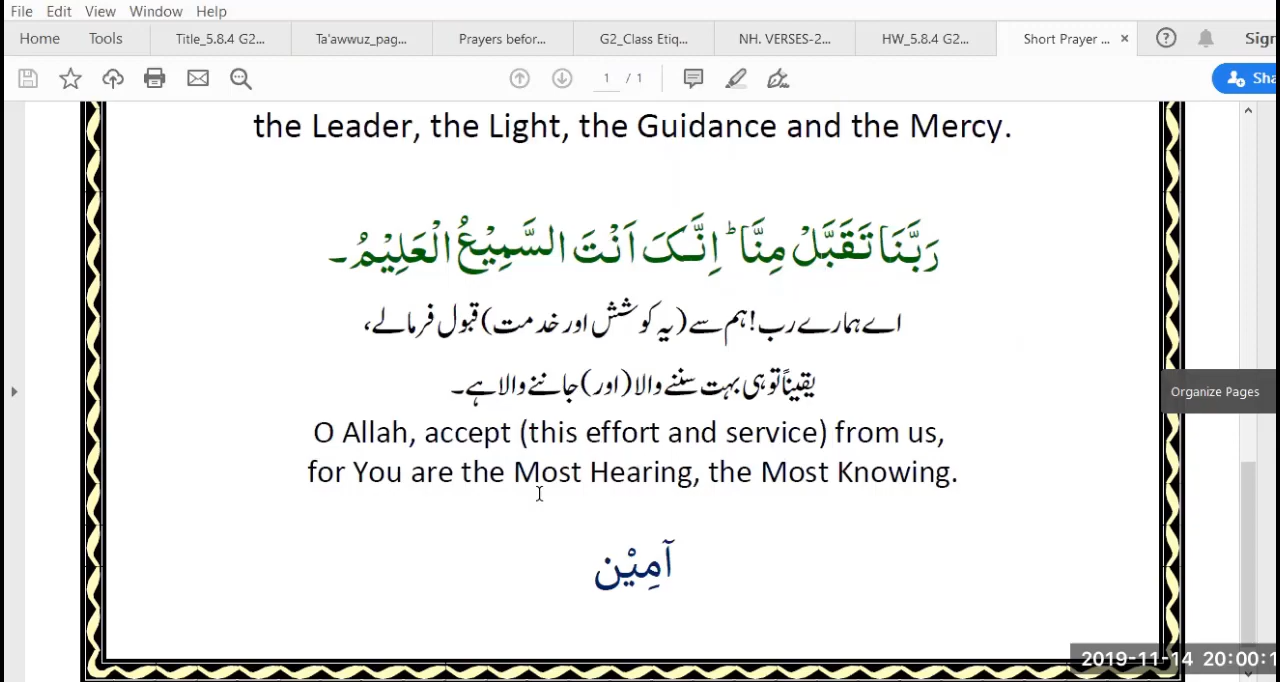 File Edit View Window Help
Home Tools Title_5.8.4 G2... Ta'awwuz_pag... Prayers befor... G2_Class Etiq... NH. VERSES-2... HW_5.8.4 G2... Short Prayer ... × Sign
1 / 1 Sha
the Leader, the Light, the Guidance and the Mercy.
رَبَّنَا تَقَبَّلْ مِنَّا ؕ اِنَّکَ اَنْتَ السَّمِیْعُ الْعَلِیْمُ ۔
اے ہمارے رب! ہم سے (یہ کوشش اور خدمت) قبول فرما لے،
یقیناً تو ہی بہت سننے والا (اور) جاننے والا ہے۔
Organize Pages
O Allah, accept (this effort and service) from us,
for You are the Most Hearing, the Most Knowing.
آمِیْن
2019-11-14 20:00:1